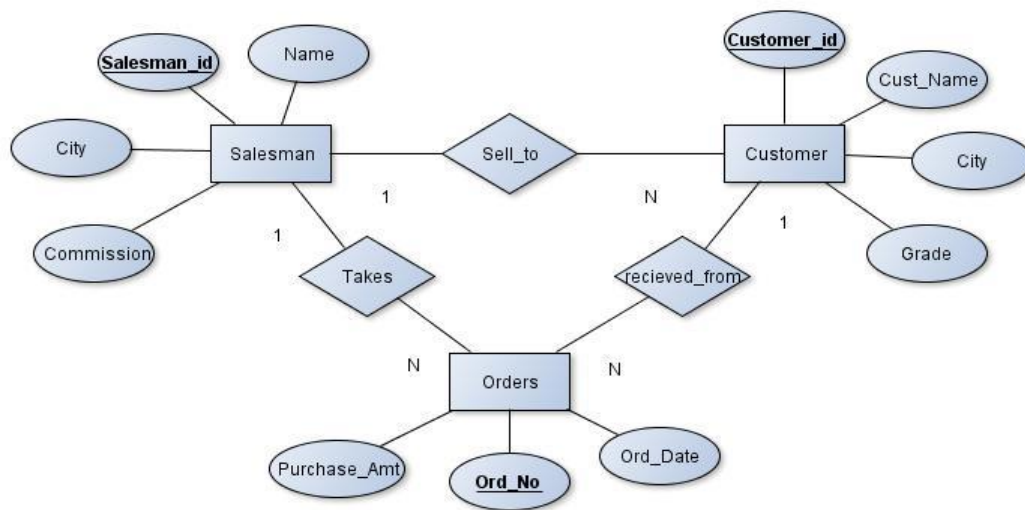 Salesman_id
Name
Customer_id
Cust_Name
City
Salesman
Sell_to
Customer
City
1
N
1
1
Commission
Grade
Takes
recieved_from
N
N
Orders
Purchase_Amt
Ord_No
Ord_Date